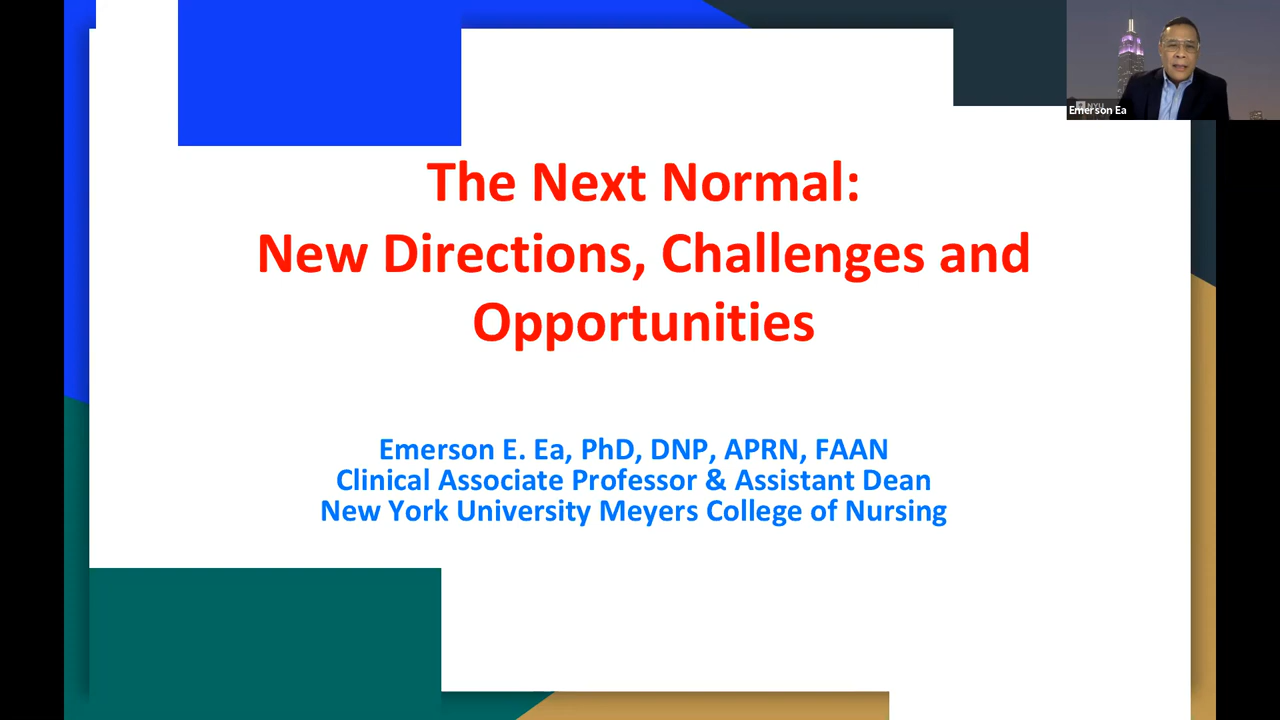 The Next Normal:
New Directions, Challenges and
Opportunities
Emerson E. Ea, PhD, DNP, APRN, FAAN
Clinical Associate Professor & Assistant Dean
New York University Meyers College of Nursing
NYU
Emerson Ea